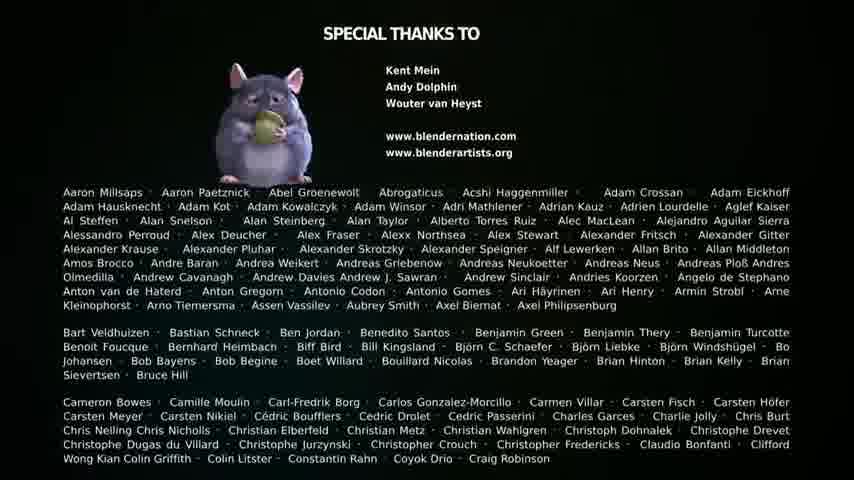 SPECIAL THANKS TO
Kent Mein
Andy Dolphin
Wouter van Heyst
www.blendernation.com
www.blenderartists.org
Aaron Millsaps · Aaron Paetznick · Abel Groenewolt · Abrogaticus · Acshi Haggenmiller · Adam Crossan · Adam Eickhoff
Adam Hausknecht · Adam Kot · Adam Kowalczyk · Adam Winsor · Adri Mathlener · Adrian Kauz · Adrien Lourdelle · Aglef Kaiser
Al Steffen · Alan Snelson · Alan Steinberg · Alan Taylor · Alberto Torres Ruiz · Alec MacLean · Alejandro Aguilar Sierra
Alessandro Perroud · Alex Deucher · Alex Fraser · Alexx Northsea · Alex Stewart · Alexander Fritsch · Alexander Gitter
Alexander Krause · Alexander Pluhar · Alexander Skrotzky · Alexander Speigner · Alf Lewerken · Allan Brito · Allan Middleton
Amos Brocco · Andre Baran · Andrea Weikert · Andreas Griebenow · Andreas Neukoetter · Andreas Neus · Andreas Ploß Andres
Olmedilla · Andrew Cavanagh · Andrew Davies Andrew J. Sawran · Andrew Sinclair · Andries Koorzen · Angelo de Stephano
Anton van de Haterd · Anton Gregorn · Antonio Codon · Antonio Gomes · Ari Häyrinen · Ari Henry · Armin Strobl · Arne
Kleinophorst · Arno Tiemersma · Assen Vassilev · Aubrey Smith · Axel Biernat · Axel Philipsenburg
Bart Veldhuizen · Bastian Schneck · Ben Jordan · Benedito Santos · Benjamin Green · Benjamin Thery · Benjamin Turcotte
Benoit Foucque · Bernhard Heimbach · Biff Bird · Bill Kingsland · Björn C. Schaefer · Björn Liebke · Björn Windshügel · Bo
Johansen · Bob Bayens · Bob Begine · Boet Willard · Bouillard Nicolas · Brandon Yeager · Brian Hinton · Brian Kelly · Brian
Sievertsen · Bruce Hill
Cameron Bowes · Camille Moulin · Carl-Fredrik Borg · Carlos Gonzalez-Morcillo · Carmen Villar · Carsten Fisch · Carsten Höfer
Carsten Meyer · Carsten Nikiel · Cédric Boufflers · Cedric Drolet · Cedric Passerini · Charles Garces · Charlie Jolly · Chris Burt
Chris Nelling Chris Nicholls · Christian Elberfeld · Christian Metz · Christian Wahlgren · Christoph Dohnalek · Christophe Drevet
Christophe Dugas du Villard · Christophe Jurzynski · Christopher Crouch · Christopher Fredericks · Claudio Bonfanti · Clifford
Wong Kian Colin Griffith · Colin Litster · Constantin Rahn · Coyok Drio · Craig Robinson